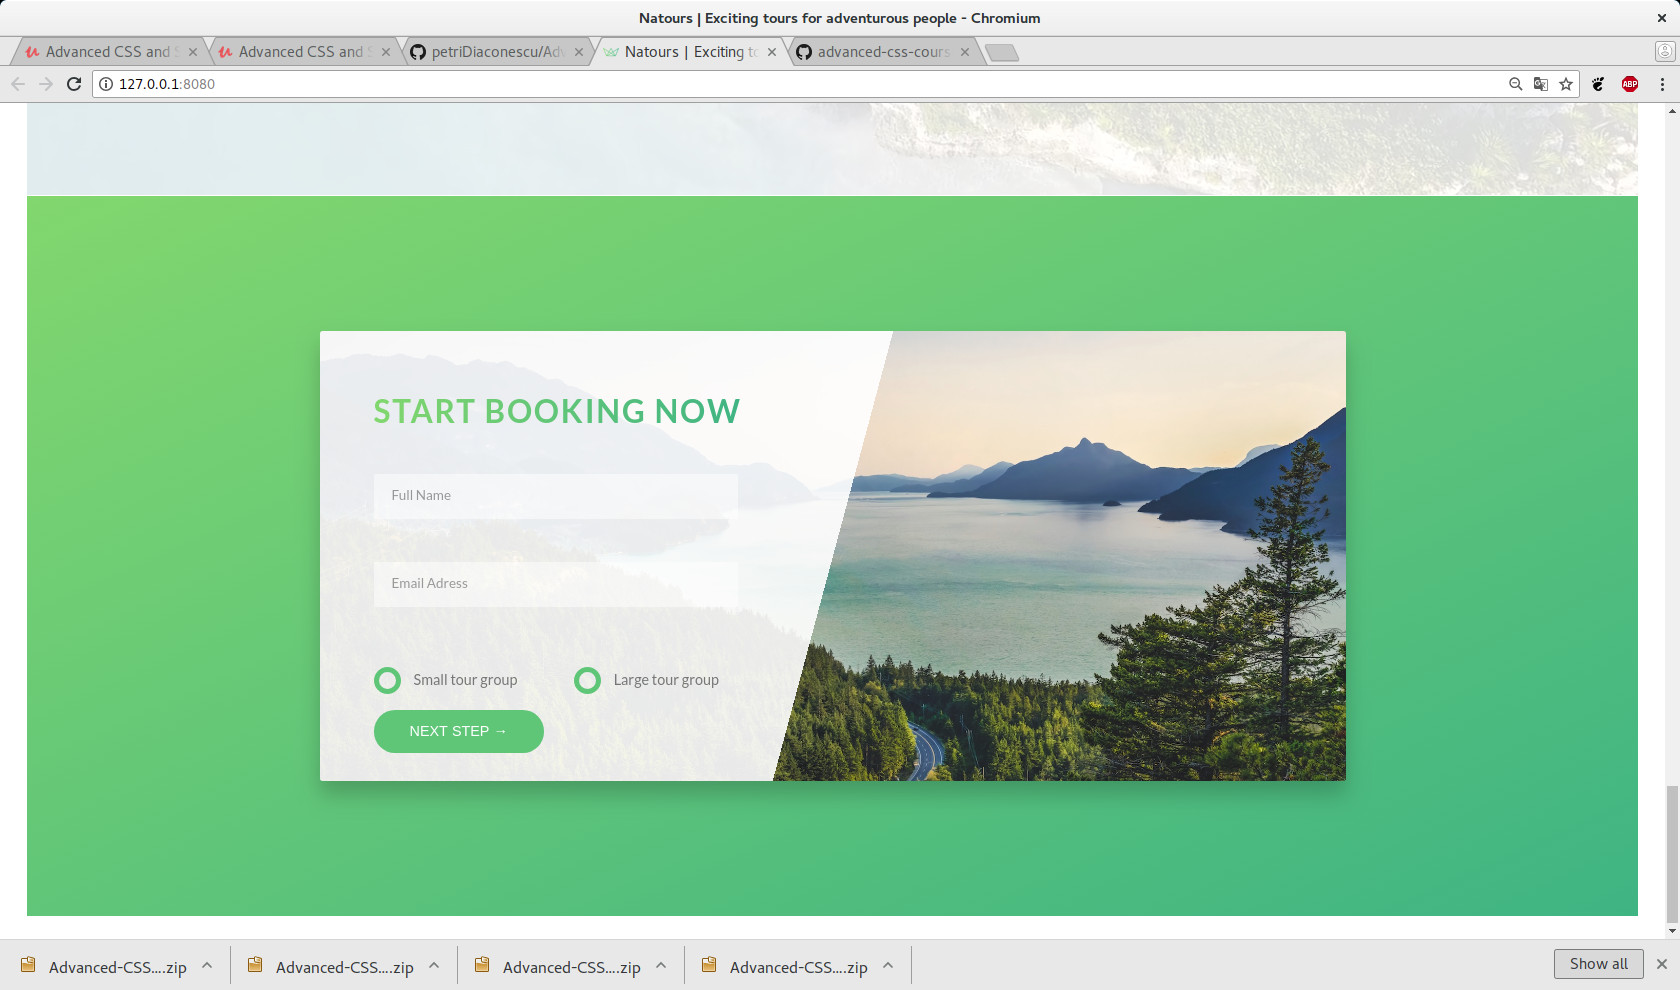 Natours | Exciting tours for adventurous people - Chromium
Advanced CSS and S
Advanced CSS and S
petriDiaconescu/Adv
Natours | Exciting to
advanced-css-cours
127.0.0.1:8080
ABP
START BOOKING NOW
Full Name
Email Adress
Small tour group
Large tour group
NEXT STEP →
Advanced-CSS....zip
Advanced-CSS....zip
Advanced-CSS....zip
Advanced-CSS....zip
Show all